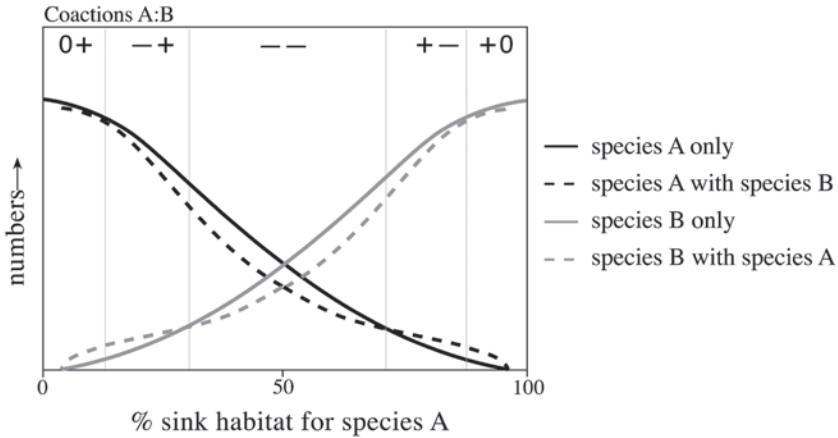 Coactions A:B
0+ −+ −− +− +0
numbers→
0 50 100
% sink habitat for species A
species A only
species A with species B
species B only
species B with species A